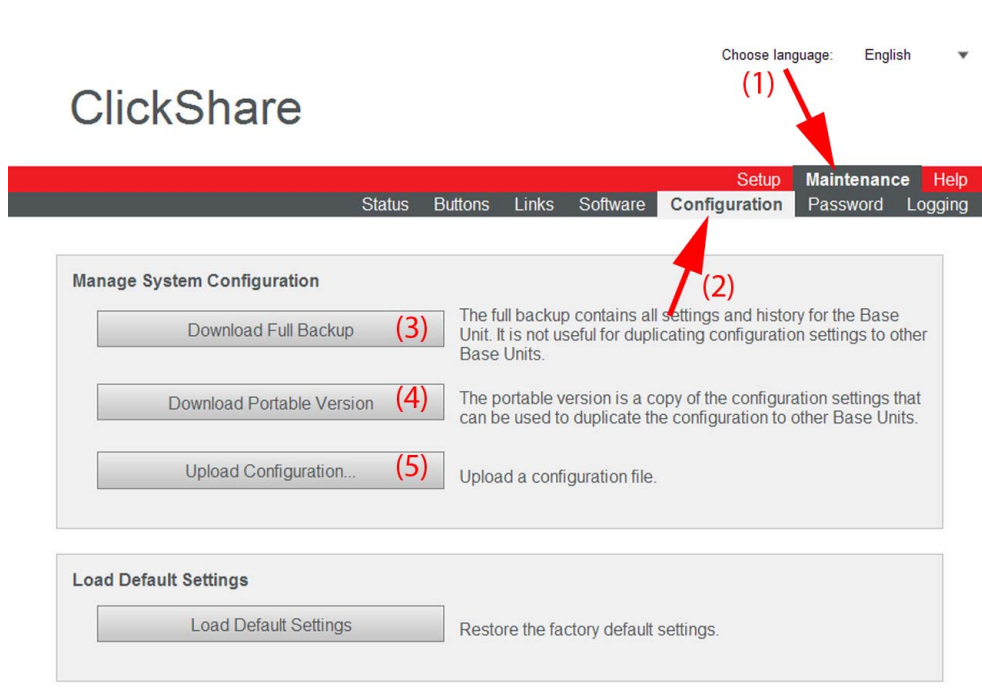 Choose language: English
(1)
ClickShare
Setup Maintenance Help
Status Buttons Links Software Configuration Password Logging
(2)
Manage System Configuration
Download Full Backup (3)
The full backup contains all settings and history for the Base
Unit. It is not useful for duplicating configuration settings to other
Base Units.
Download Portable Version (4)
The portable version is a copy of the configuration settings that
can be used to duplicate the configuration to other Base Units.
Upload Configuration... (5)
Upload a configuration file.
Load Default Settings
Load Default Settings
Restore the factory default settings.